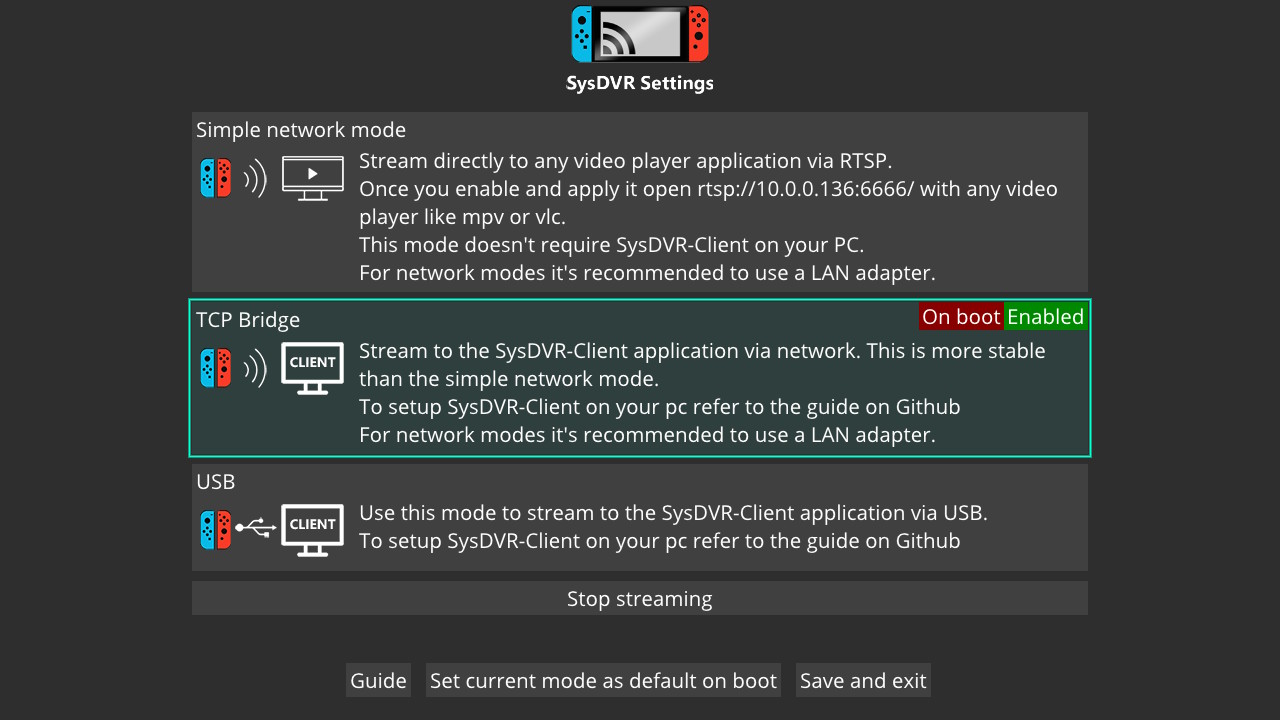 SysDVR Settings
Simple network mode
Stream directly to any video player application via RTSP.
Once you enable and apply it open rtsp://10.0.0.136:6666/ with any video
player like mpv or vlc.
This mode doesn't require SysDVR-Client on your PC.
For network modes it's recommended to use a LAN adapter.
TCP Bridge
On boot Enabled
CLIENT
Stream to the SysDVR-Client application via network. This is more stable
than the simple network mode.
To setup SysDVR-Client on your pc refer to the guide on Github
For network modes it's recommended to use a LAN adapter.
USB
CLIENT
Use this mode to stream to the SysDVR-Client application via USB.
To setup SysDVR-Client on your pc refer to the guide on Github
Stop streaming
Guide
Set current mode as default on boot
Save and exit